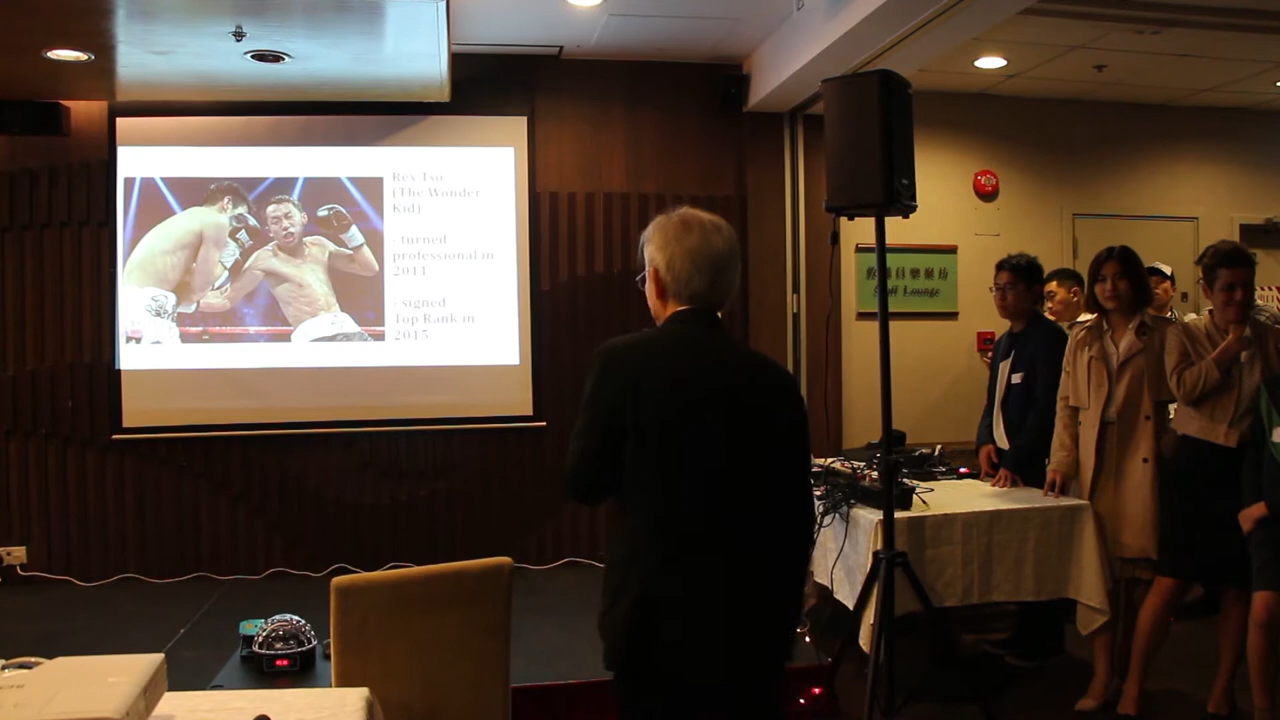 Rex Tso
(The Wonder
Kid)
- turned
professional in
2011
- signed
Top Rank in
2015
Staff Lounge